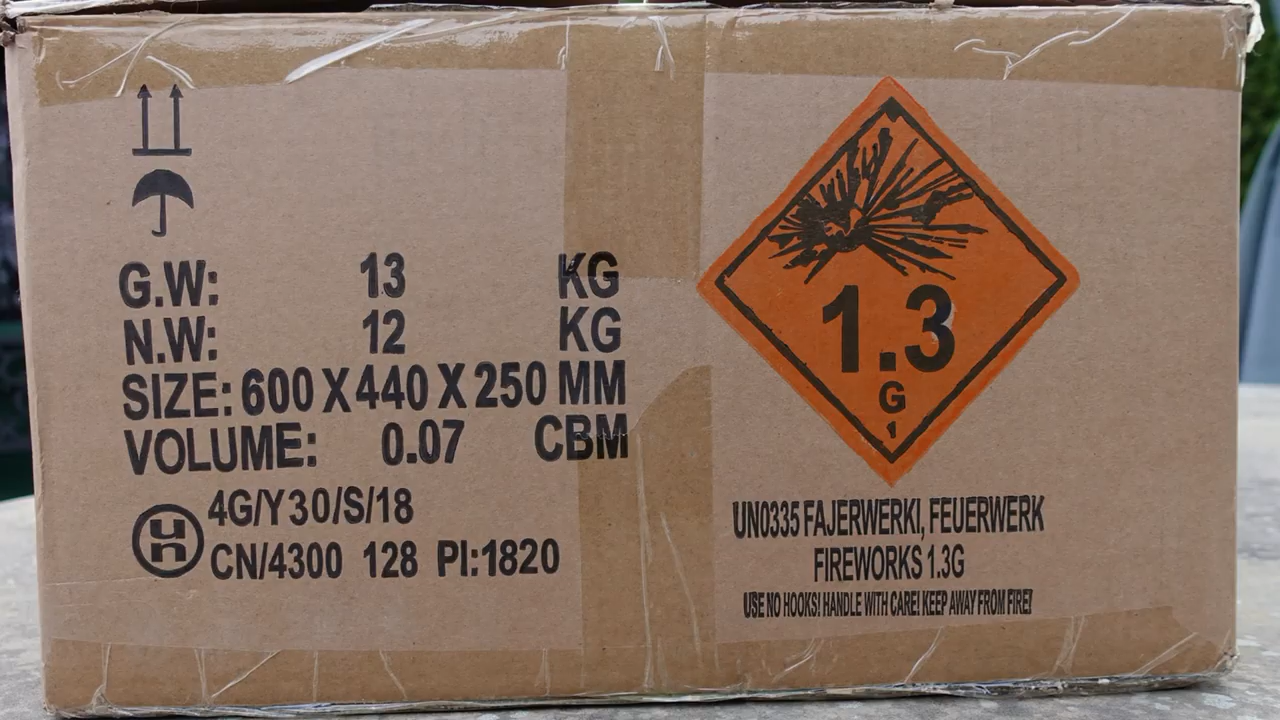 G.W: 13 KG
N.W: 12 KG
SIZE: 600 X 440 X 250 MM
VOLUME: 0.07 CBM
un 4G/Y30/S/18
CN/4300 128 PI:1820
1.3
G
1
UN0335 FAJERWERKI, FEUERWERK
FIREWORKS 1.3G
USE NO HOOKS! HANDLE WITH CARE! KEEP AWAY FROM FIRE!